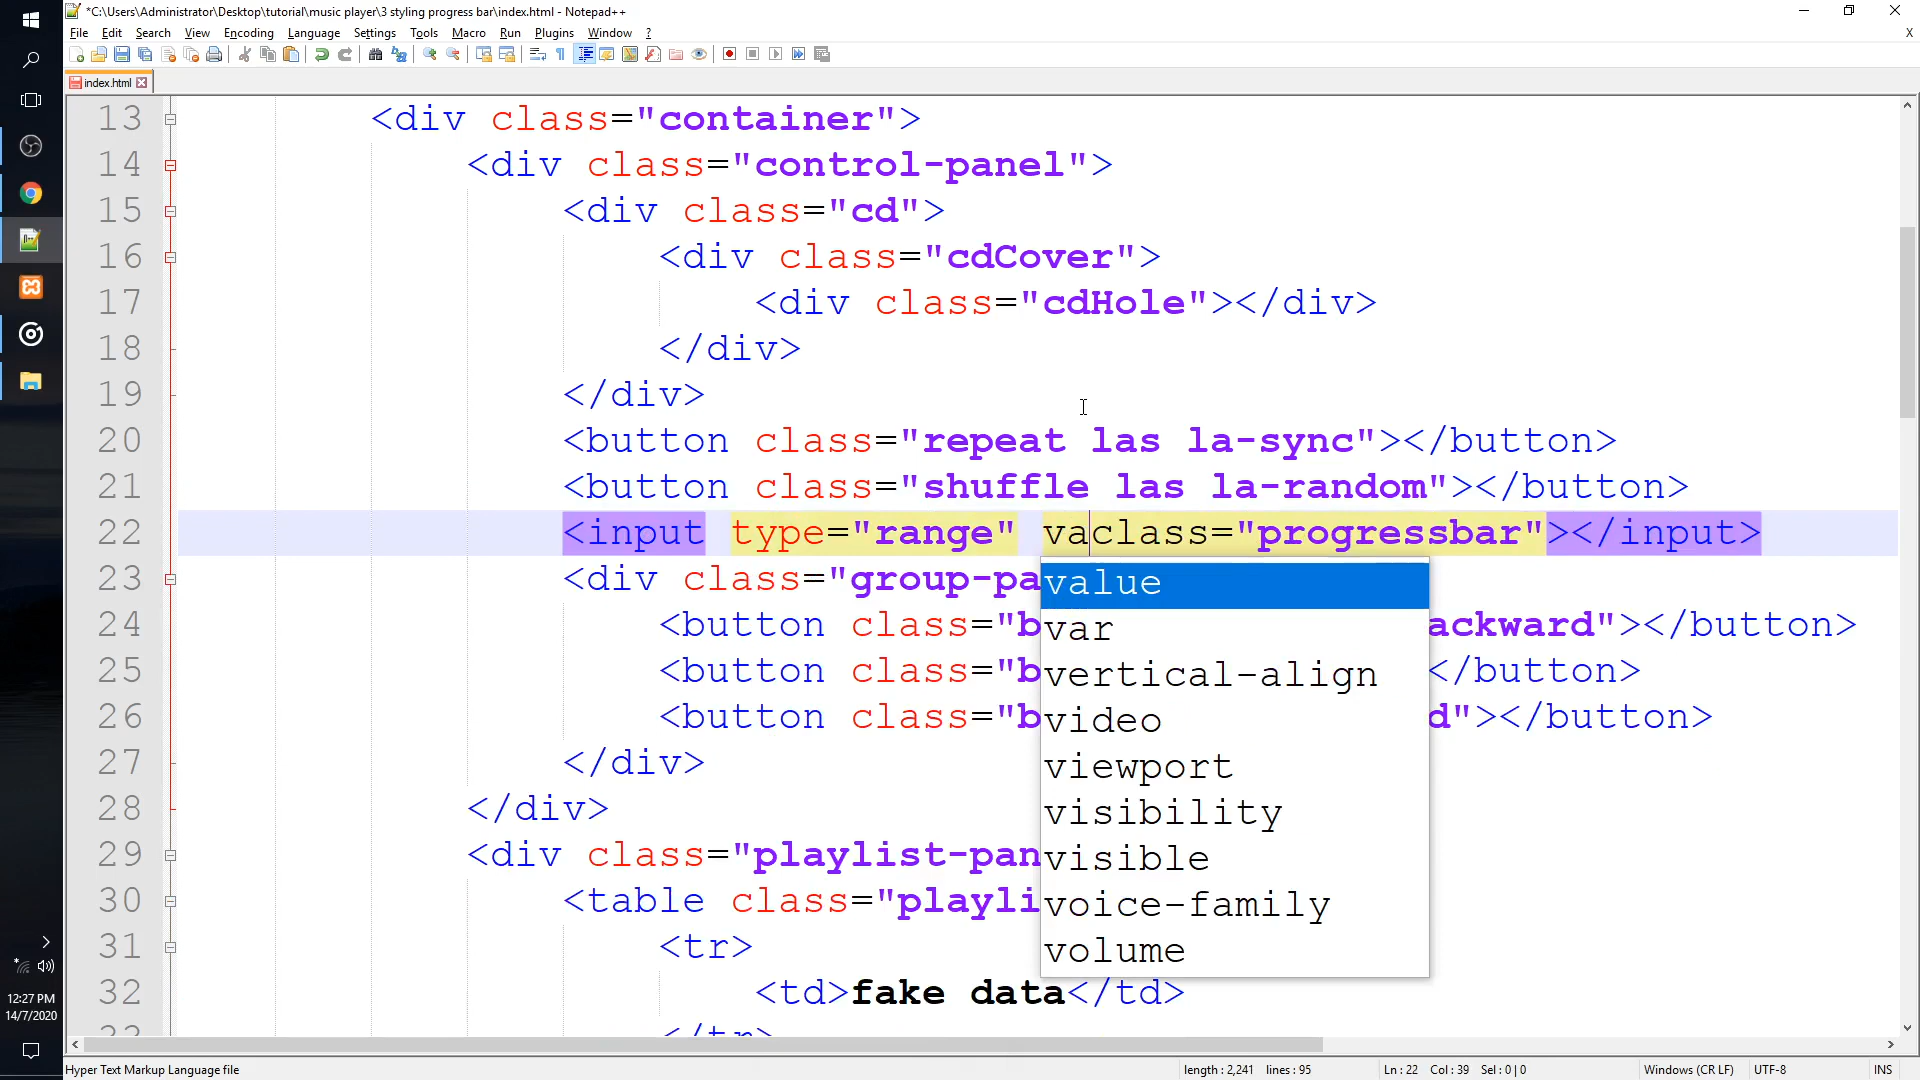 *C:\Users\Administrator\Desktop\tutorial\music player\3 styling progress bar\index.html - Notepad++
File Edit Search View Encoding Language Settings Tools Macro Run Plugins Window ? X
index.html
13 <div class="container">
14 <div class="control-panel">
15 <div class="cd">
16 <div class="cdCover">
17 <div class="cdHole"></div>
18 </div>
19 </div>
20 <button class="repeat las la-sync"></button>
21 <button class="shuffle las la-random"></button>
22 <input type="range" vaclass="progressbar"></input>
23 <div class="group-pa
value
24 <button class="b
var
ackward"></button>
25 <button class="b
vertical-align
</button>
26 <button class="b
video
d"></button>
27 </div>
viewport
28 </div>
visibility
29 <div class="playlist-pan
visible
30 <table class="playli
voice-family
31 <tr>
volume
32 <td>fake data</td>
33 </tr>
12:27 PM
14/7/2020
Hyper Text Markup Language file length : 2,241 lines : 95 Ln : 22 Col : 39 Sel : 0 | 0 Windows (CR LF) UTF-8 INS